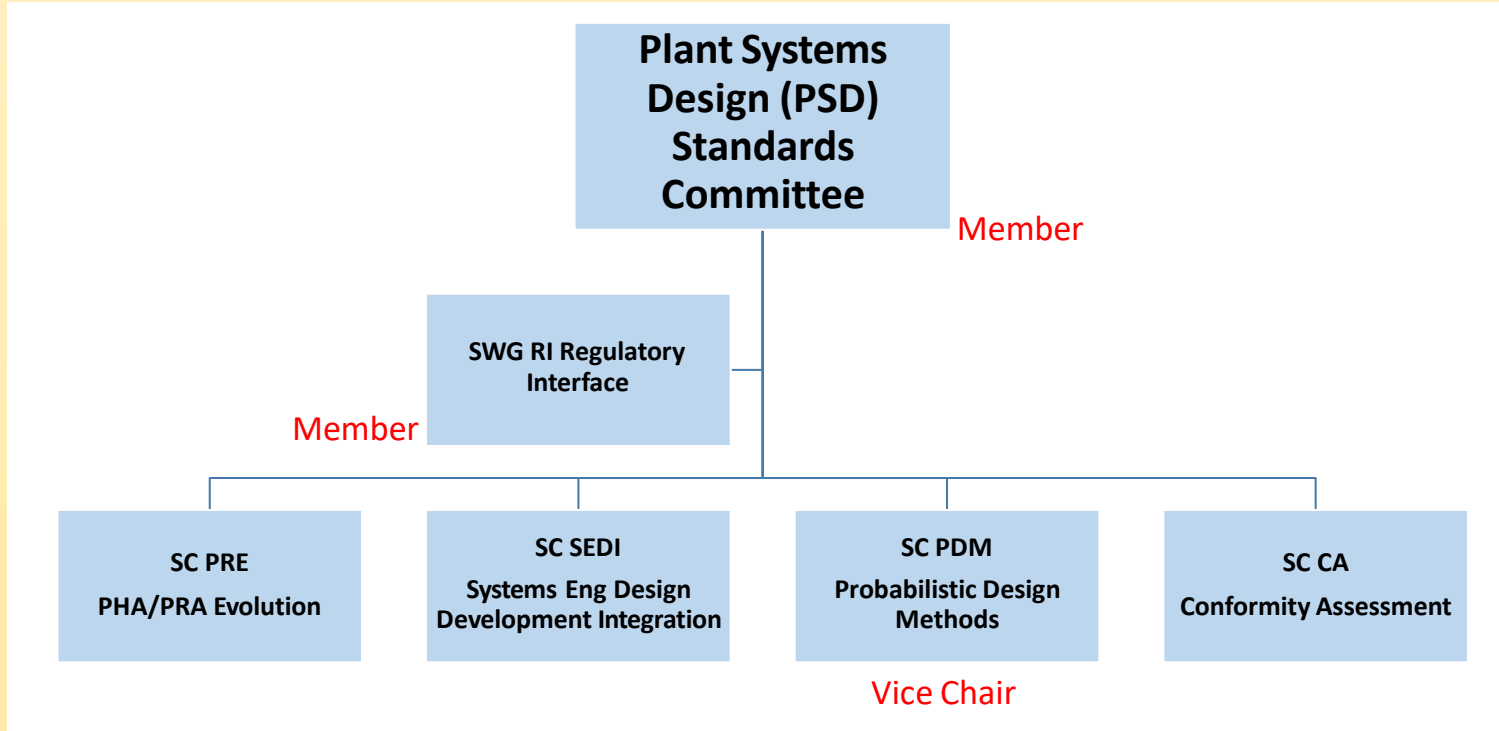 Plant Systems
Design (PSD)
Standards
Committee
Member
SWG RI Regulatory
Interface
Member
SC PRE
PHA/PRA Evolution
SC SEDI
Systems Eng Design
Development Integration
SC PDM
Probabilistic Design
Methods
Vice Chair
SC CA
Conformity Assessment